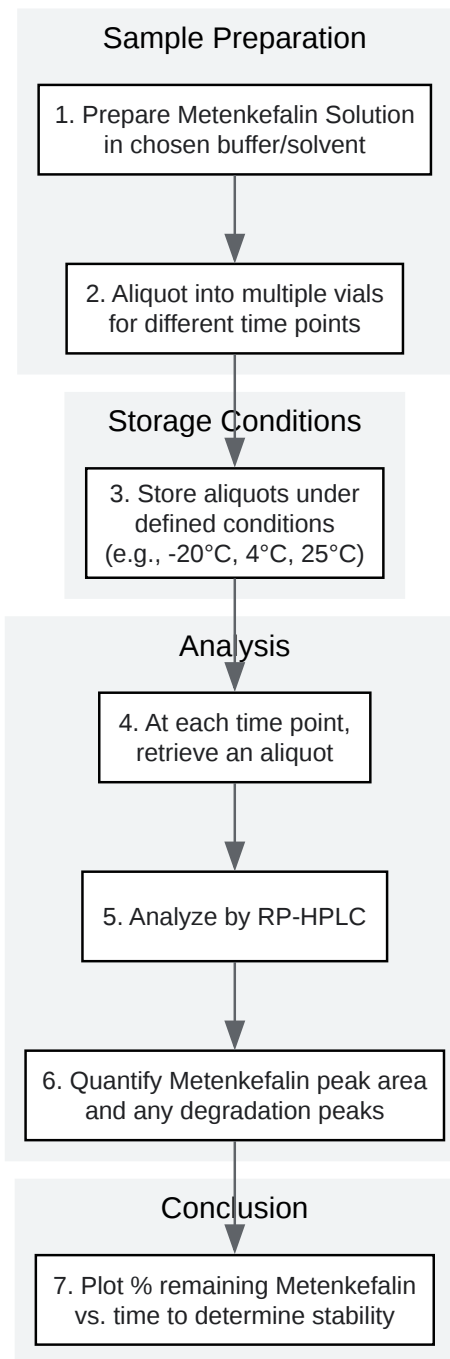 Sample Preparation
1. Prepare Metenkefalin Solution
in chosen buffer/solvent
2. Aliquot into multiple vials
for different time points
Storage Conditions
3. Store aliquots under
defined conditions
(e.g., -20°C, 4°C, 25°C)
Analysis
4. At each time point,
retrieve an aliquot
5. Analyze by RP-HPLC
6. Quantify Metenkefalin peak area
and any degradation peaks
Conclusion
7. Plot % remaining Metenkefalin
vs. time to determine stability